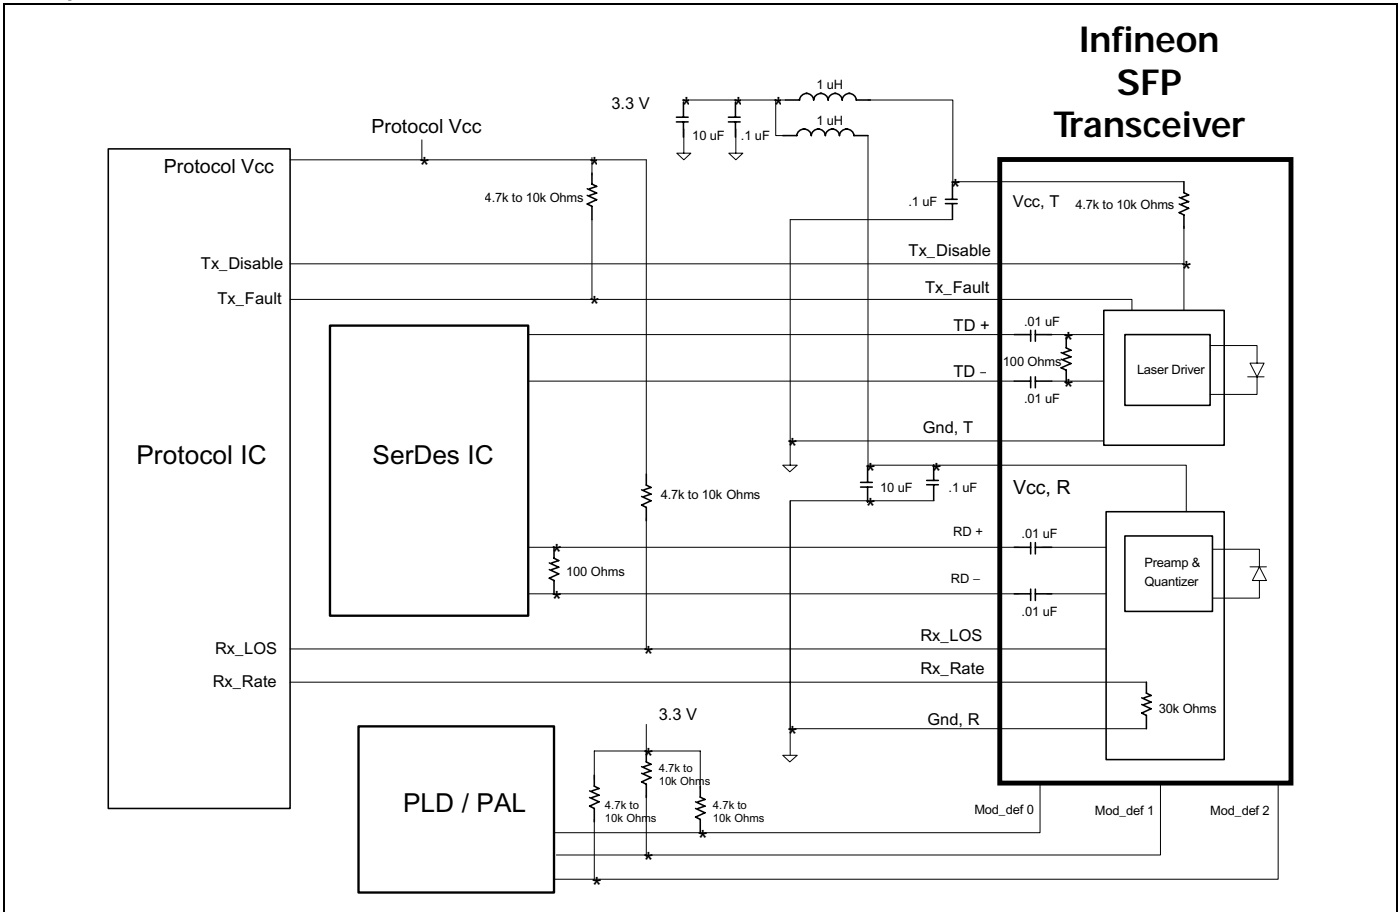 Infineon
SFP
Transceiver
1 uH
3.3 V
10 uF
.1 uF
1 uH
Protocol Vcc
Protocol Vcc
4.7k to 10k Ohms
.1 uF
Vcc, T
4.7k to 10k Ohms
Tx_Disable
Tx_Disable
Tx_Fault
Tx_Fault
TD +
.01 uF
100 Ohms
Laser Driver
TD –
.01 uF
Gnd, T
Protocol IC
SerDes IC
4.7k to 10k Ohms
10 uF
.1 uF
Vcc, R
RD +
.01 uF
100 Ohms
RD –
Preamp &
Quantizer
.01 uF
Rx_LOS
Rx_LOS
Rx_Rate
Rx_Rate
30k Ohms
3.3 V
Gnd, R
PLD / PAL
4.7k to
10k Ohms
4.7k to
10k Ohms
4.7k to
10k Ohms
Mod_def 0
Mod_def 1
Mod_def 2